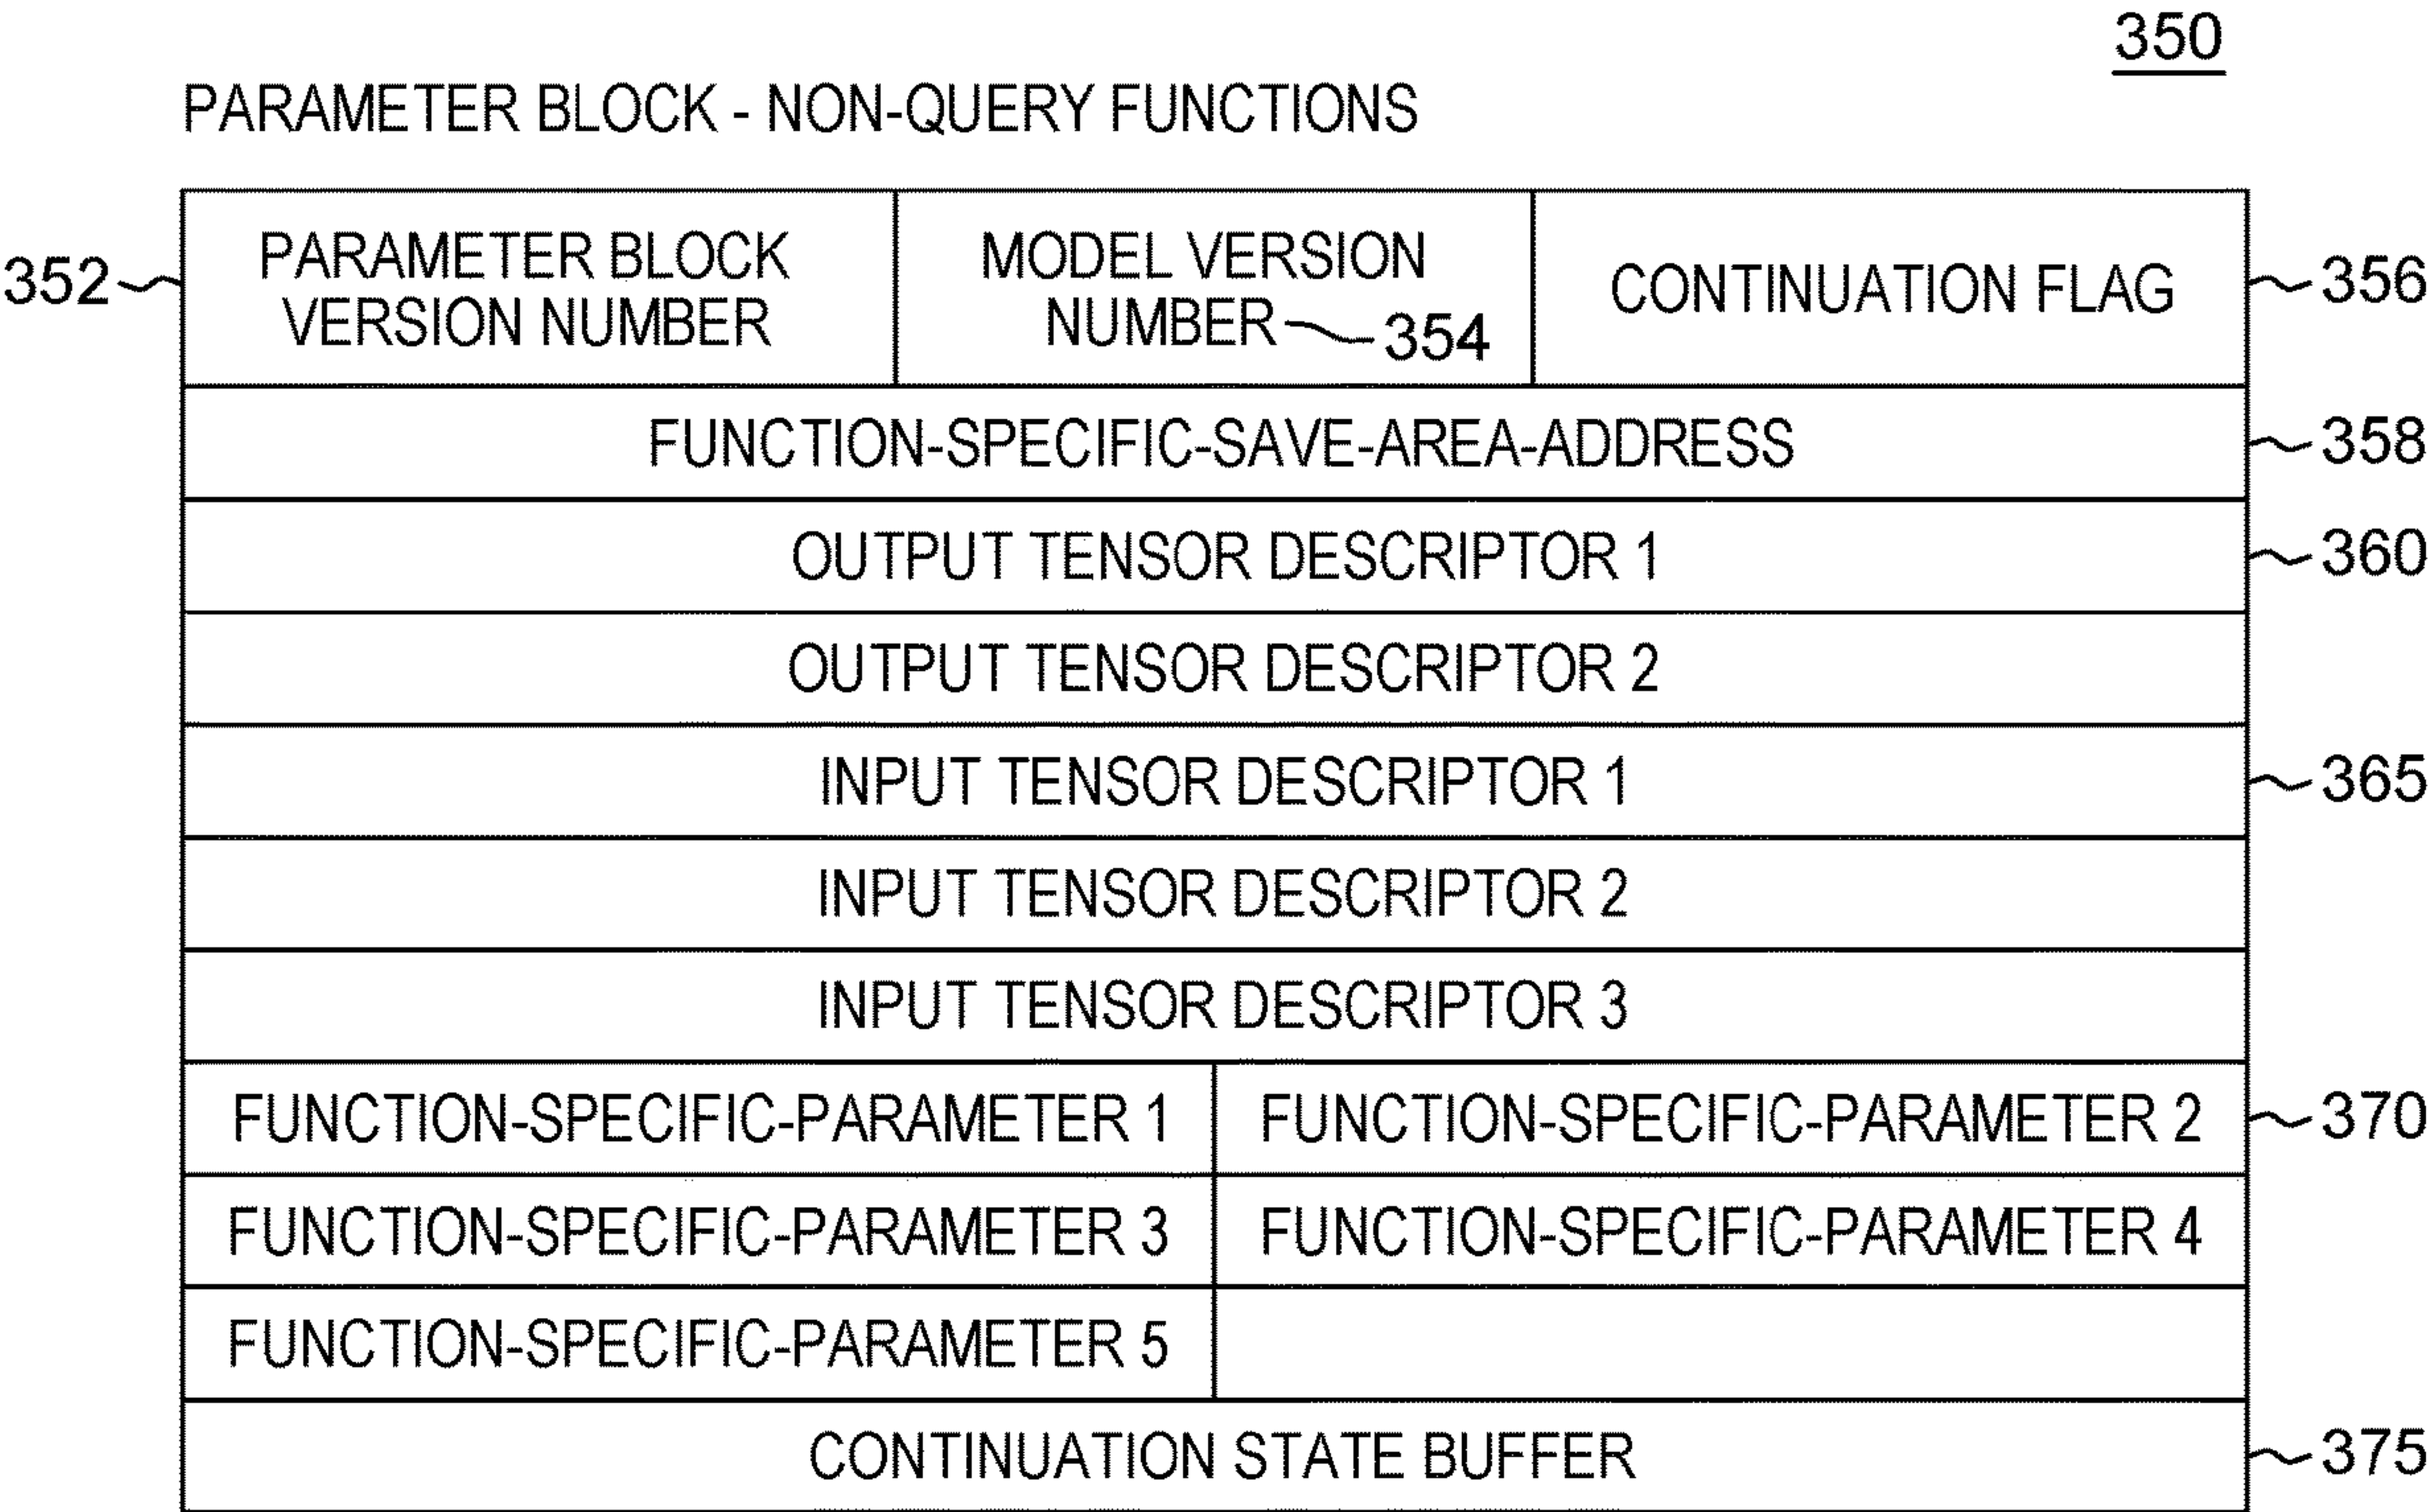 350
PARAMETER BLOCK - NON-QUERY FUNCTIONS
352
PARAMETER BLOCK
VERSION NUMBER
MODEL VERSION
NUMBER 354
CONTINUATION FLAG
356
FUNCTION-SPECIFIC-SAVE-AREA-ADDRESS
358
OUTPUT TENSOR DESCRIPTOR 1
360
OUTPUT TENSOR DESCRIPTOR 2
INPUT TENSOR DESCRIPTOR 1
365
INPUT TENSOR DESCRIPTOR 2
INPUT TENSOR DESCRIPTOR 3
FUNCTION-SPECIFIC-PARAMETER 1
FUNCTION-SPECIFIC-PARAMETER 2
370
FUNCTION-SPECIFIC-PARAMETER 3
FUNCTION-SPECIFIC-PARAMETER 4
FUNCTION-SPECIFIC-PARAMETER 5
CONTINUATION STATE BUFFER
375